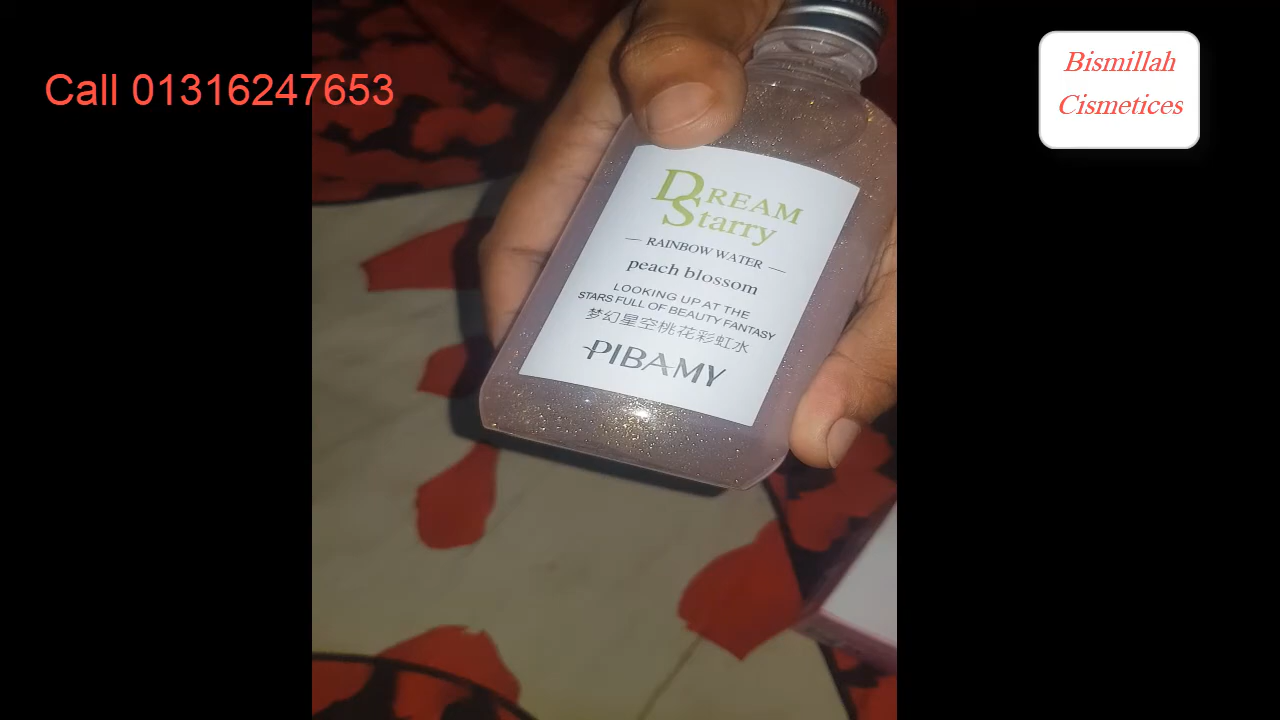 Call 01316247653
Bismillah
Cismetices
DREAM
Starry
— RAINBOW WATER —
peach blossom
LOOKING UP AT THE
STARS FULL OF BEAUTY FANTASY
梦幻星空桃花彩虹水
PIBAMY